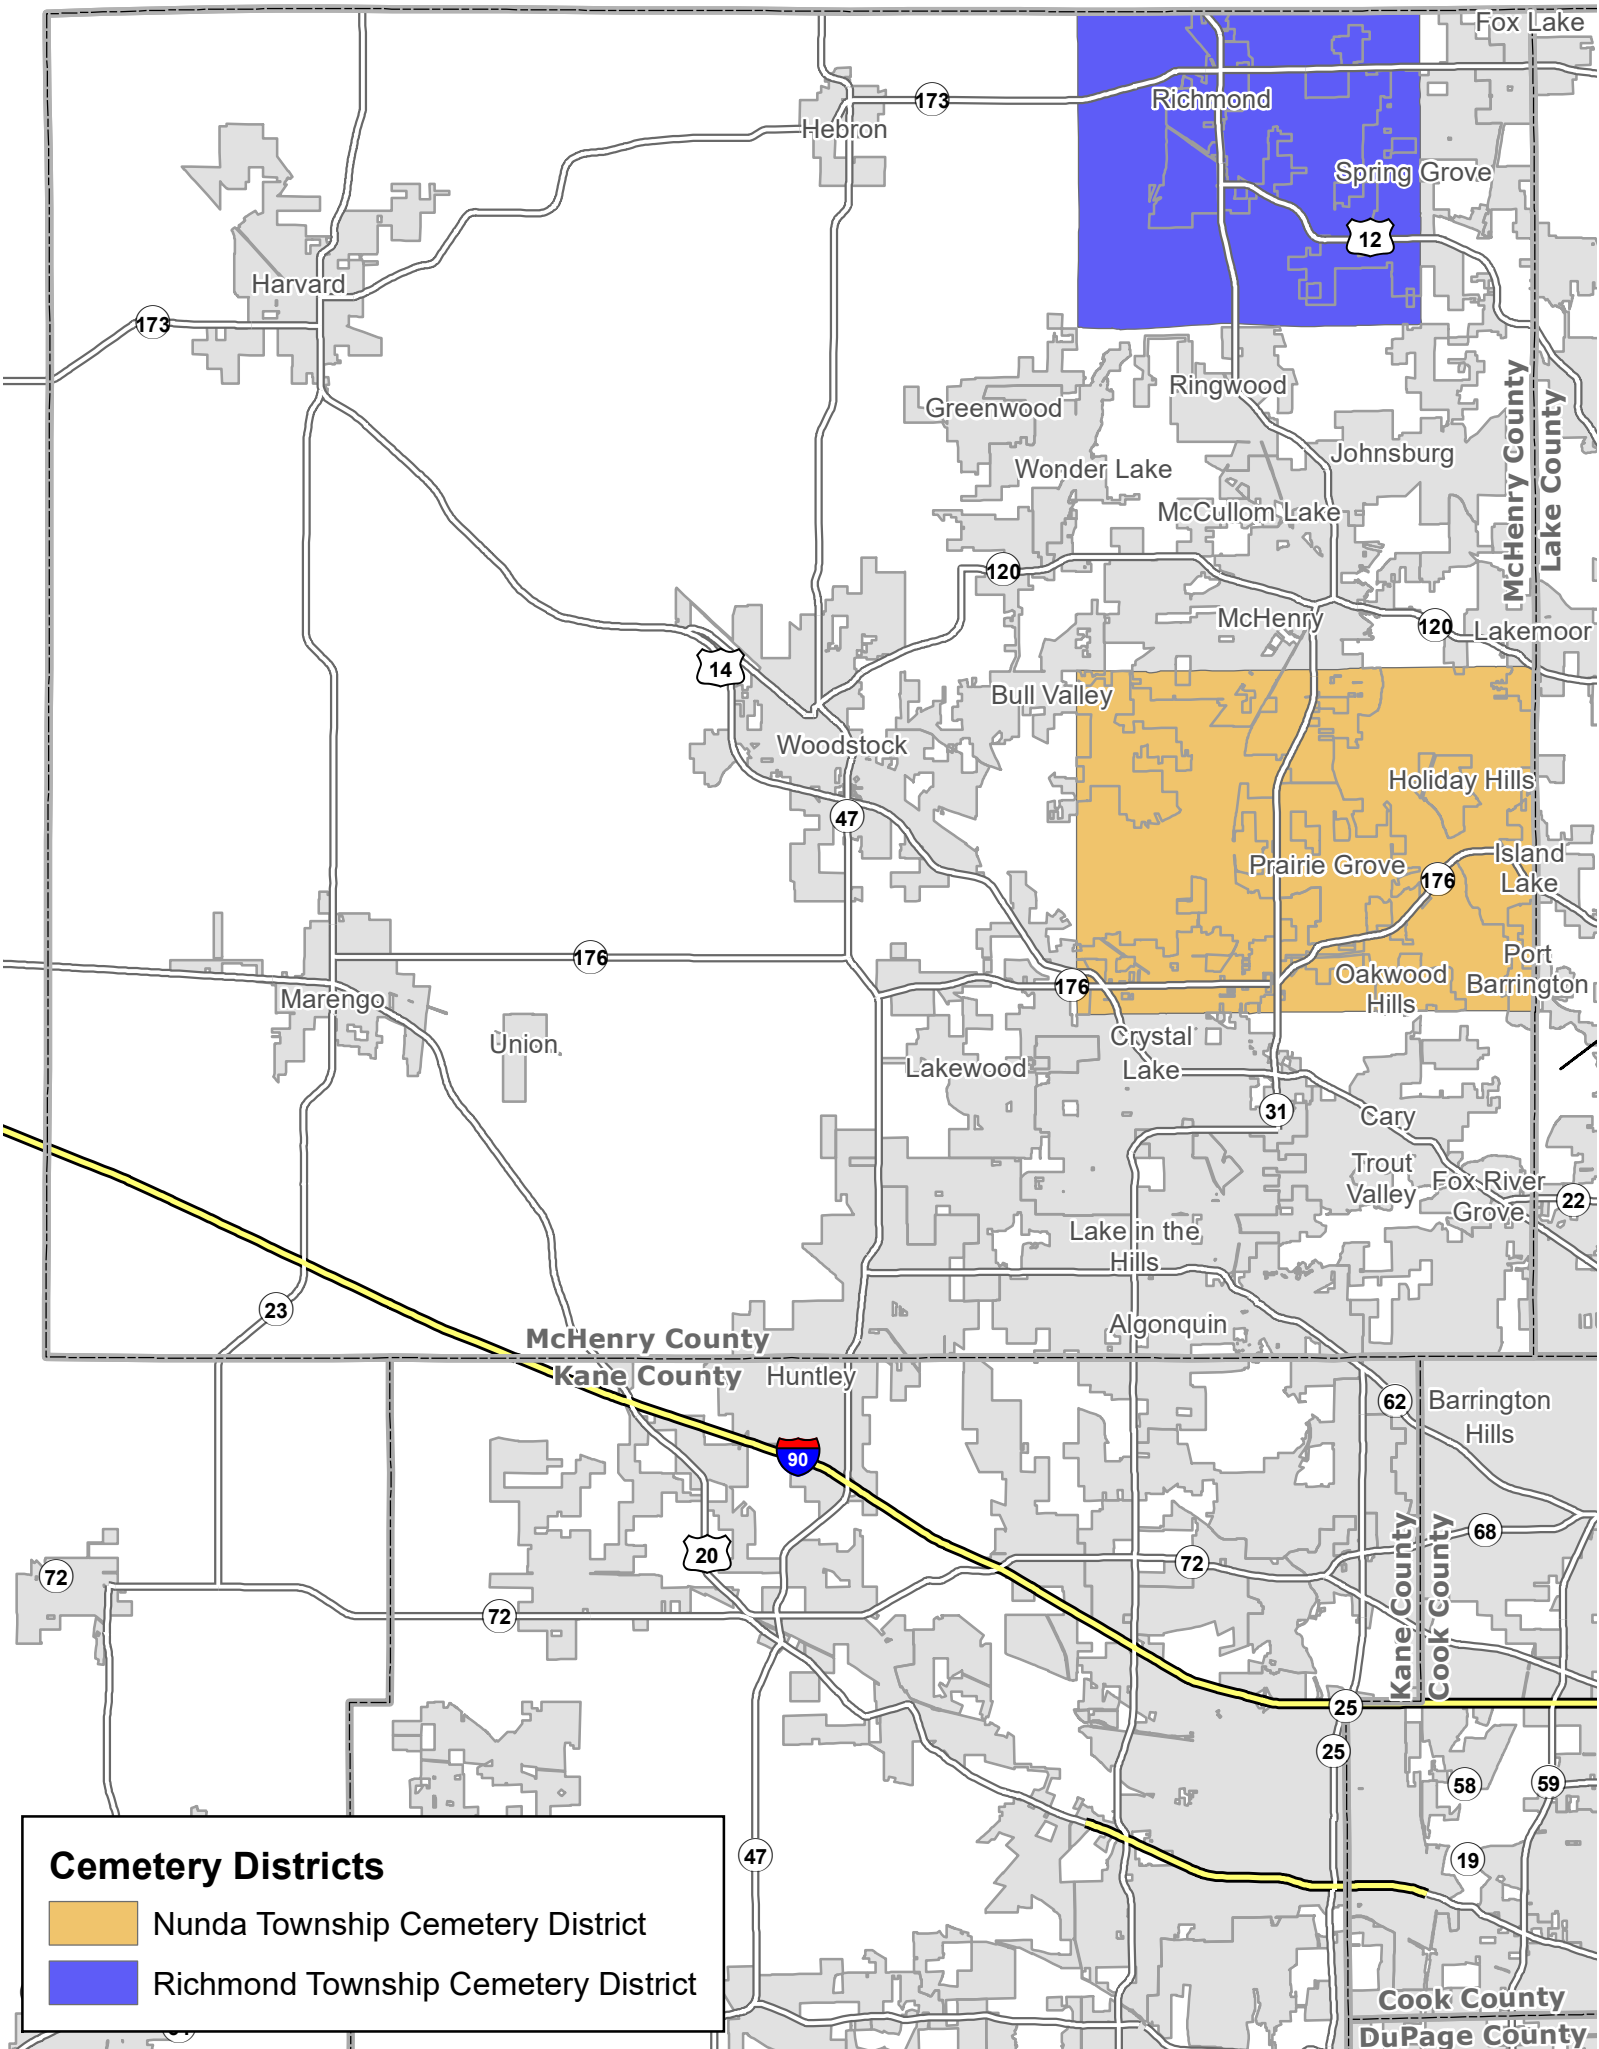 Fox Lake
173
Richmond
Hebron
Spring Grove
12
Harvard
173
Ringwood
Greenwood
McHenry County
Lake County
Johnsburg
Wonder Lake
McCullom Lake
120
McHenry
120
Lakemoor
14
Bull Valley
Woodstock
Holiday Hills
47
Prairie Grove
Island
Lake
176
176
Port
Barrington
Oakwood
Hills
176
Marengo
Union
Crystal
Lake
Lakewood
31
Cary
Trout
Valley
Fox River
Grove
22
Lake in the
Hills
23
Algonquin
McHenry County
Kane County
Huntley
62
Barrington
Hills
90
68
20
72
72
72
Kane County
Cook County
25
25
58
59
47
19
Cemetery Districts
Nunda Township Cemetery District
Richmond Township Cemetery District
Cook County
DuPage County